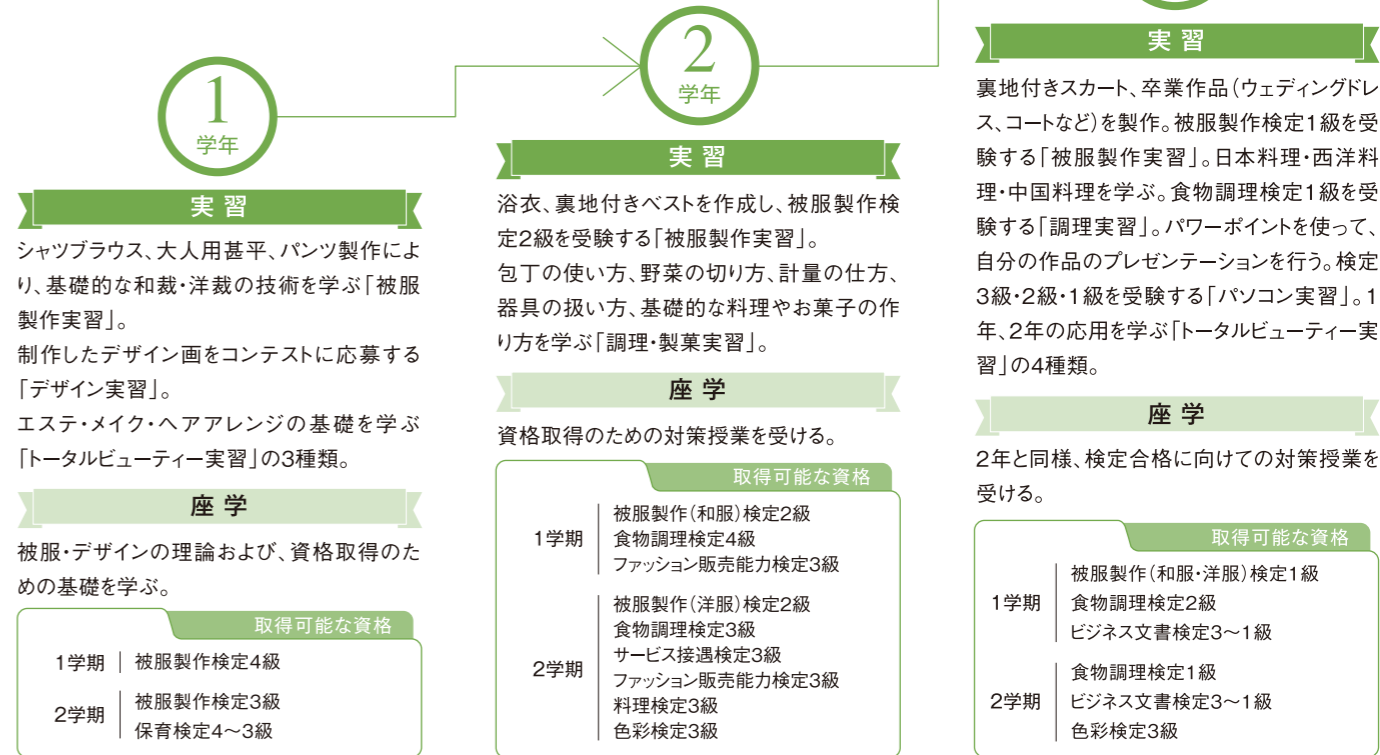 1
学年
実習
シャツブラウス、大人用甚平、パンツ製作によ
り、基礎的な和裁・洋裁の技術を学ぶ「被服
製作実習」。
制作したデザイン画をコンテストに応募する
「デザイン実習」。
エステ・メイク・ヘアアレンジの基礎を学ぶ
「トータルビューティー実習」の3種類。
座学
被服・デザインの理論および、資格取得のた
めの基礎を学ぶ。
取得可能な資格
1学期
被服製作検定4級
2学期
被服製作検定3級
保育検定4〜3級
2
学年
実習
浴衣、裏地付きベストを作成し、被服製作検
定2級を受験する「被服製作実習」。
包丁の使い方、野菜の切り方、計量の仕方、
器具の扱い方、基礎的な料理やお菓子の作
り方を学ぶ「調理・製菓実習」。
座学
資格取得のための対策授業を受ける。
取得可能な資格
1学期
被服製作(和服)検定2級
食物調理検定4級
ファッション販売能力検定3級
2学期
被服製作(洋服)検定2級
食物調理検定3級
サービス接遇検定3級
ファッション販売能力検定3級
料理検定3級
色彩検定3級
実習
裏地付きスカート、卒業作品(ウェディングドレ
ス、コートなど)を製作。被服製作検定1級を受
験する「被服製作実習」。日本料理・西洋料
理・中国料理を学ぶ。食物調理検定1級を受
験する「調理実習」。パワーポイントを使って、
自分の作品のプレゼンテーションを行う。検定
3級・2級・1級を受験する「パソコン実習」。1
年、2年の応用を学ぶ「トータルビューティー実
習」の4種類。
座学
2年と同様、検定合格に向けての対策授業を
受ける。
取得可能な資格
1学期
被服製作(和服・洋服)検定1級
食物調理検定2級
ビジネス文書検定3〜1級
2学期
食物調理検定1級
ビジネス文書検定3〜1級
色彩検定3級